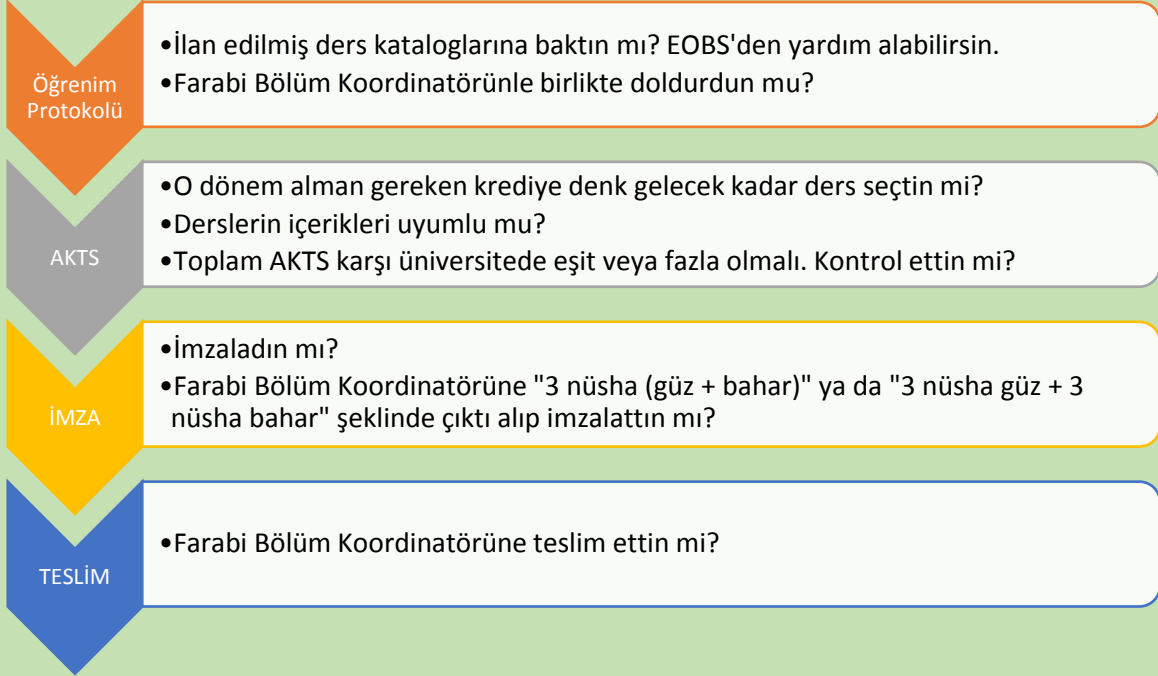 Öğrenim
Protokolü
•İlan edilmiş ders kataloglarına baktın mı? EOBS'den yardım alabilirsin.
•Farabi Bölüm Koordinatörünle birlikte doldurdun mu?
AKTS
•O dönem alman gereken krediye denk gelecek kadar ders seçtin mi?
•Derslerin içerikleri uyumlu mu?
•Toplam AKTS karşı üniversitede eşit veya fazla olmalı. Kontrol ettin mi?
İMZA
•İmzaladın mı?
•Farabi Bölüm Koordinatörüne "3 nüsha (güz + bahar)" ya da "3 nüsha güz + 3
nüsha bahar" şeklinde çıktı alıp imzalattın mı?
TESLİM
•Farabi Bölüm Koordinatörüne teslim ettin mi?